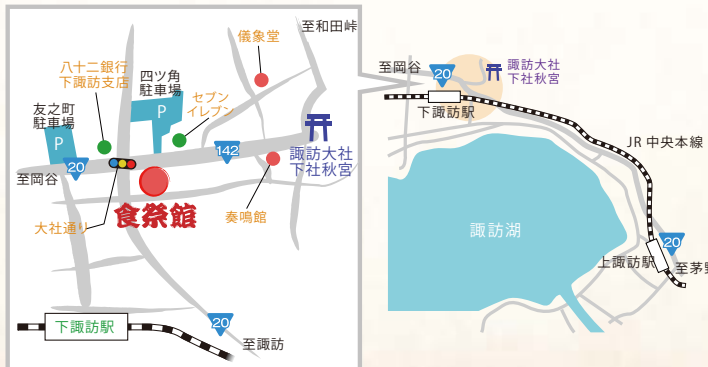 至和田峠
儀象堂
八十二銀行
下諏訪支店
四ツ角
駐車場
P
セブン
イレブン
友之町
駐車場
P
20
142
諏訪大社
下社秋宮
至岡谷
大社通り
食祭館
奏鳴館
下諏訪駅
20
至諏訪
至岡谷
20
諏訪大社
下社秋宮
下諏訪駅
JR 中央本線
諏訪湖
上諏訪駅
20
至茅野